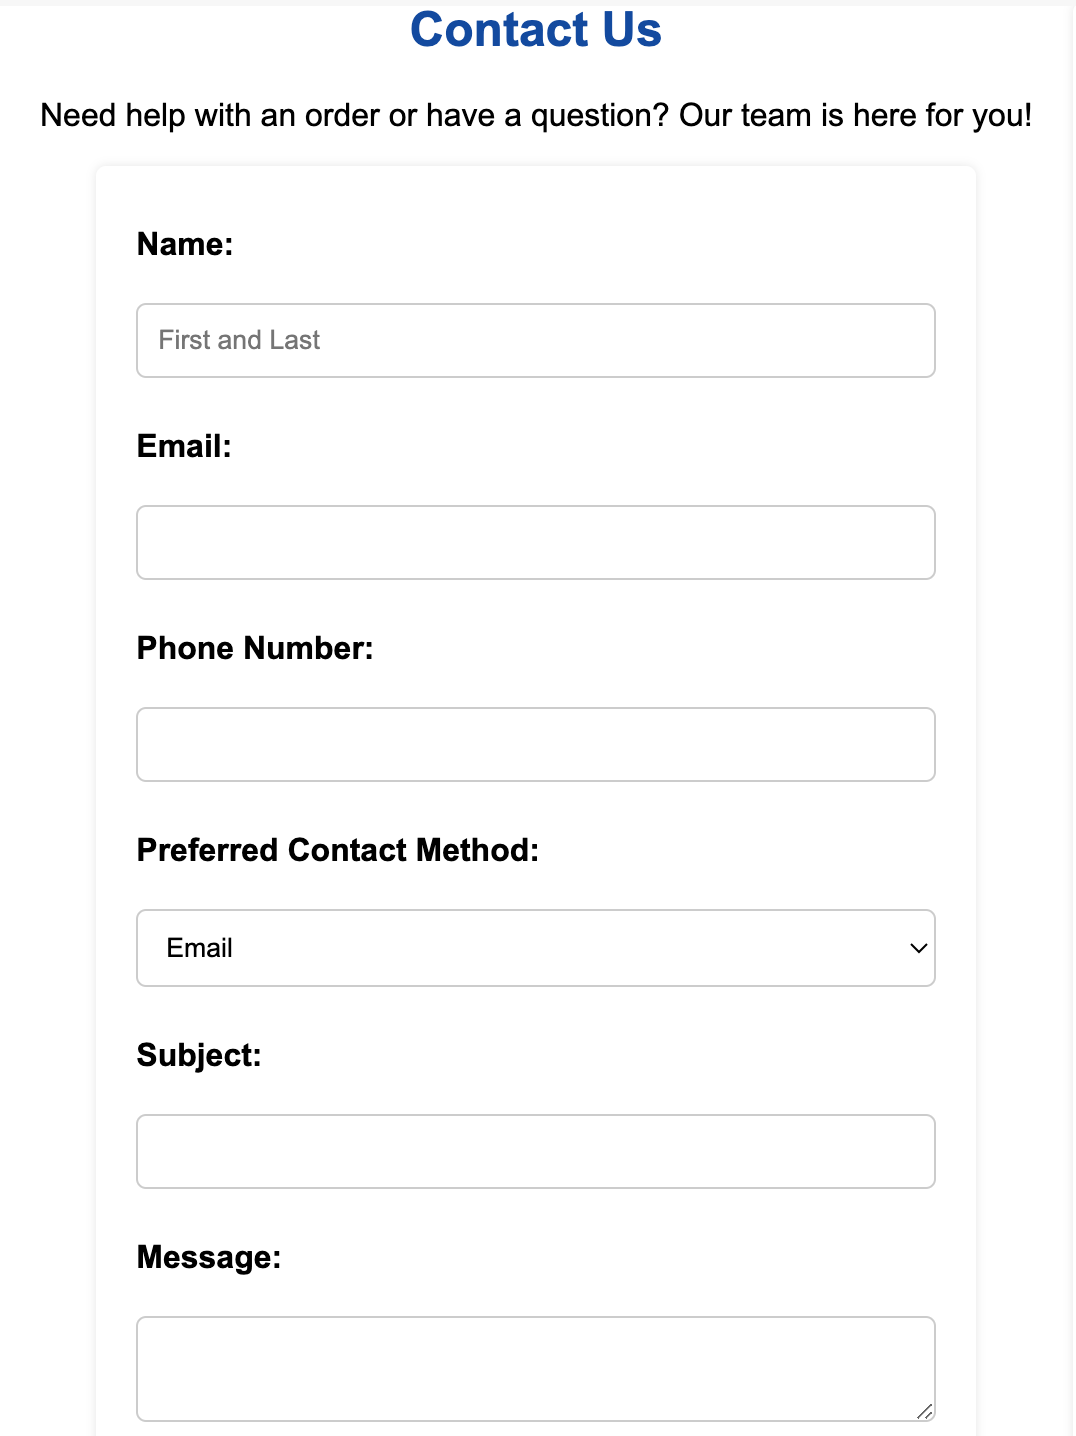 Contact Us
Need help with an order or have a question? Our team is here for you!
Name:
First and Last
Email:
Phone Number:
Preferred Contact Method:
Email
Subject:
Message: